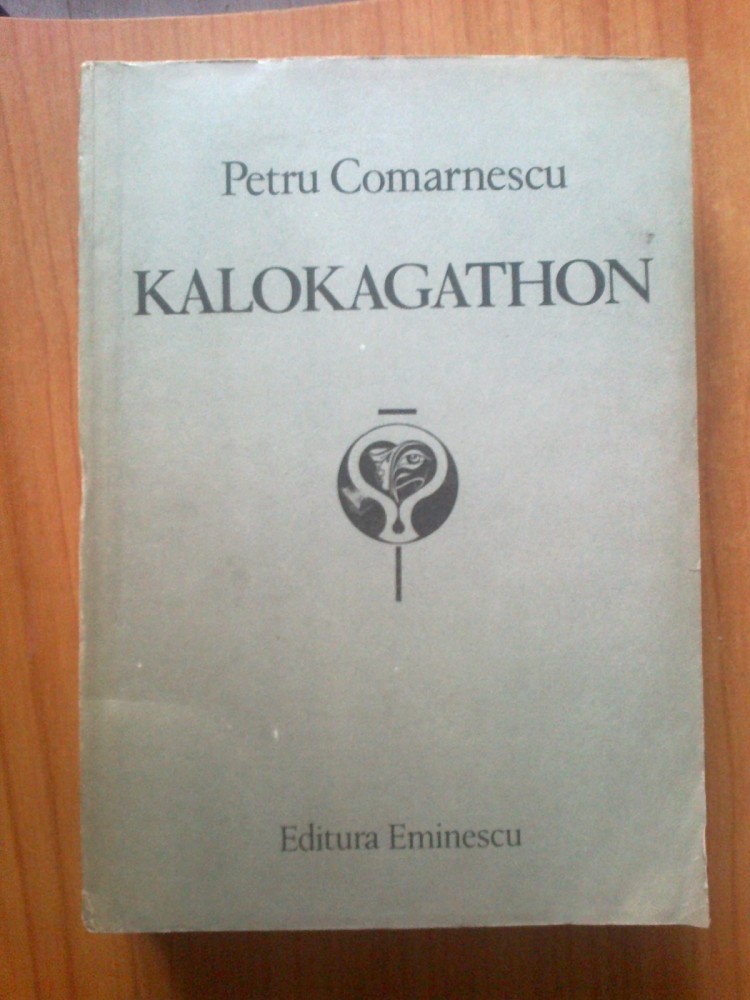 Petru Comarnescu
KALOKAGATHON
Editura Eminescu